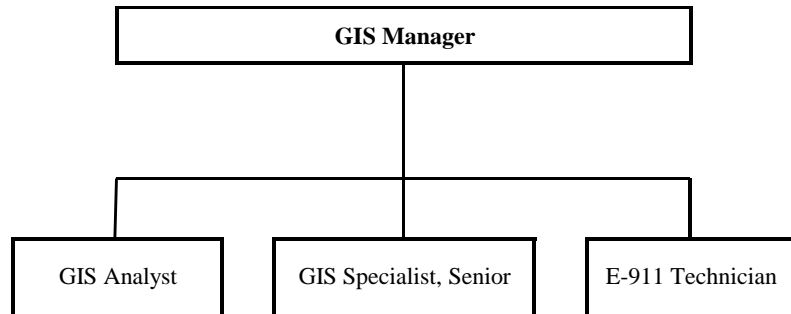 GIS Manager
GIS Analyst
GIS Specialist, Senior
E-911 Technician